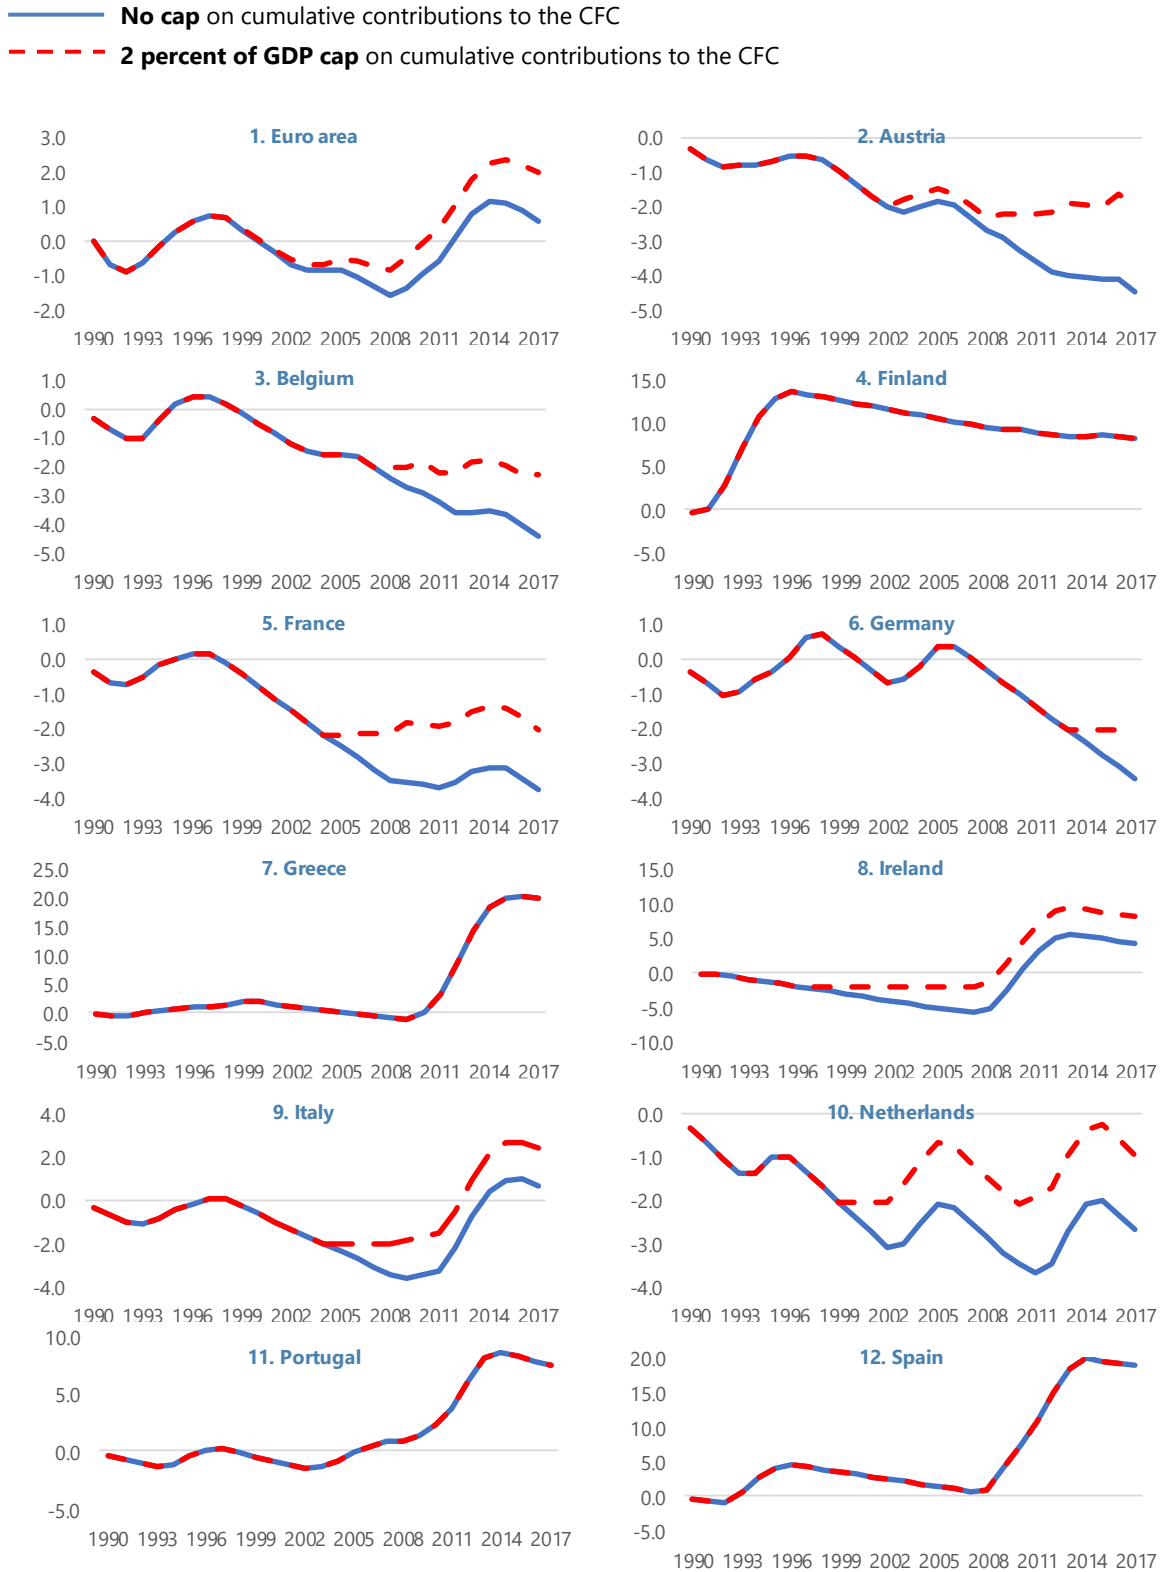 No cap on cumulative contributions to the CFC
2 percent of GDP cap on cumulative contributions to the CFC
1. Euro area
3.0
2.0
1.0
0.0
-1.0
-2.0
1990 1993 1996 1999 2002 2005 2008 2011 2014 2017
2. Austria
0.0
-1.0
-2.0
-3.0
-4.0
-5.0
1990 1993 1996 1999 2002 2005 2008 2011 2014 2017
3. Belgium
1.0
0.0
-1.0
-2.0
-3.0
-4.0
-5.0
1990 1993 1996 1999 2002 2005 2008 2011 2014 2017
4. Finland
15.0
10.0
5.0
0.0
-5.0
1990 1993 1996 1999 2002 2005 2008 2011 2014 2017
5. France
1.0
0.0
-1.0
-2.0
-3.0
-4.0
1990 1993 1996 1999 2002 2005 2008 2011 2014 2017
6. Germany
1.0
0.0
-1.0
-2.0
-3.0
-4.0
1990 1993 1996 1999 2002 2005 2008 2011 2014 2017
7. Greece
25.0
20.0
15.0
10.0
5.0
0.0
-5.0
1990 1993 1996 1999 2002 2005 2008 2011 2014 2017
8. Ireland
15.0
10.0
5.0
0.0
-5.0
-10.0
1990 1993 1996 1999 2002 2005 2008 2011 2014 2017
9. Italy
4.0
2.0
0.0
-2.0
-4.0
1990 1993 1996 1999 2002 2005 2008 2011 2014 2017
10. Netherlands
0.0
-1.0
-2.0
-3.0
-4.0
1990 1993 1996 1999 2002 2005 2008 2011 2014 2017
11. Portugal
10.0
5.0
0.0
-5.0
1990 1993 1996 1999 2002 2005 2008 2011 2014 2017
12. Spain
20.0
15.0
10.0
5.0
0.0
-5.0
1990 1993 1996 1999 2002 2005 2008 2011 2014 2017